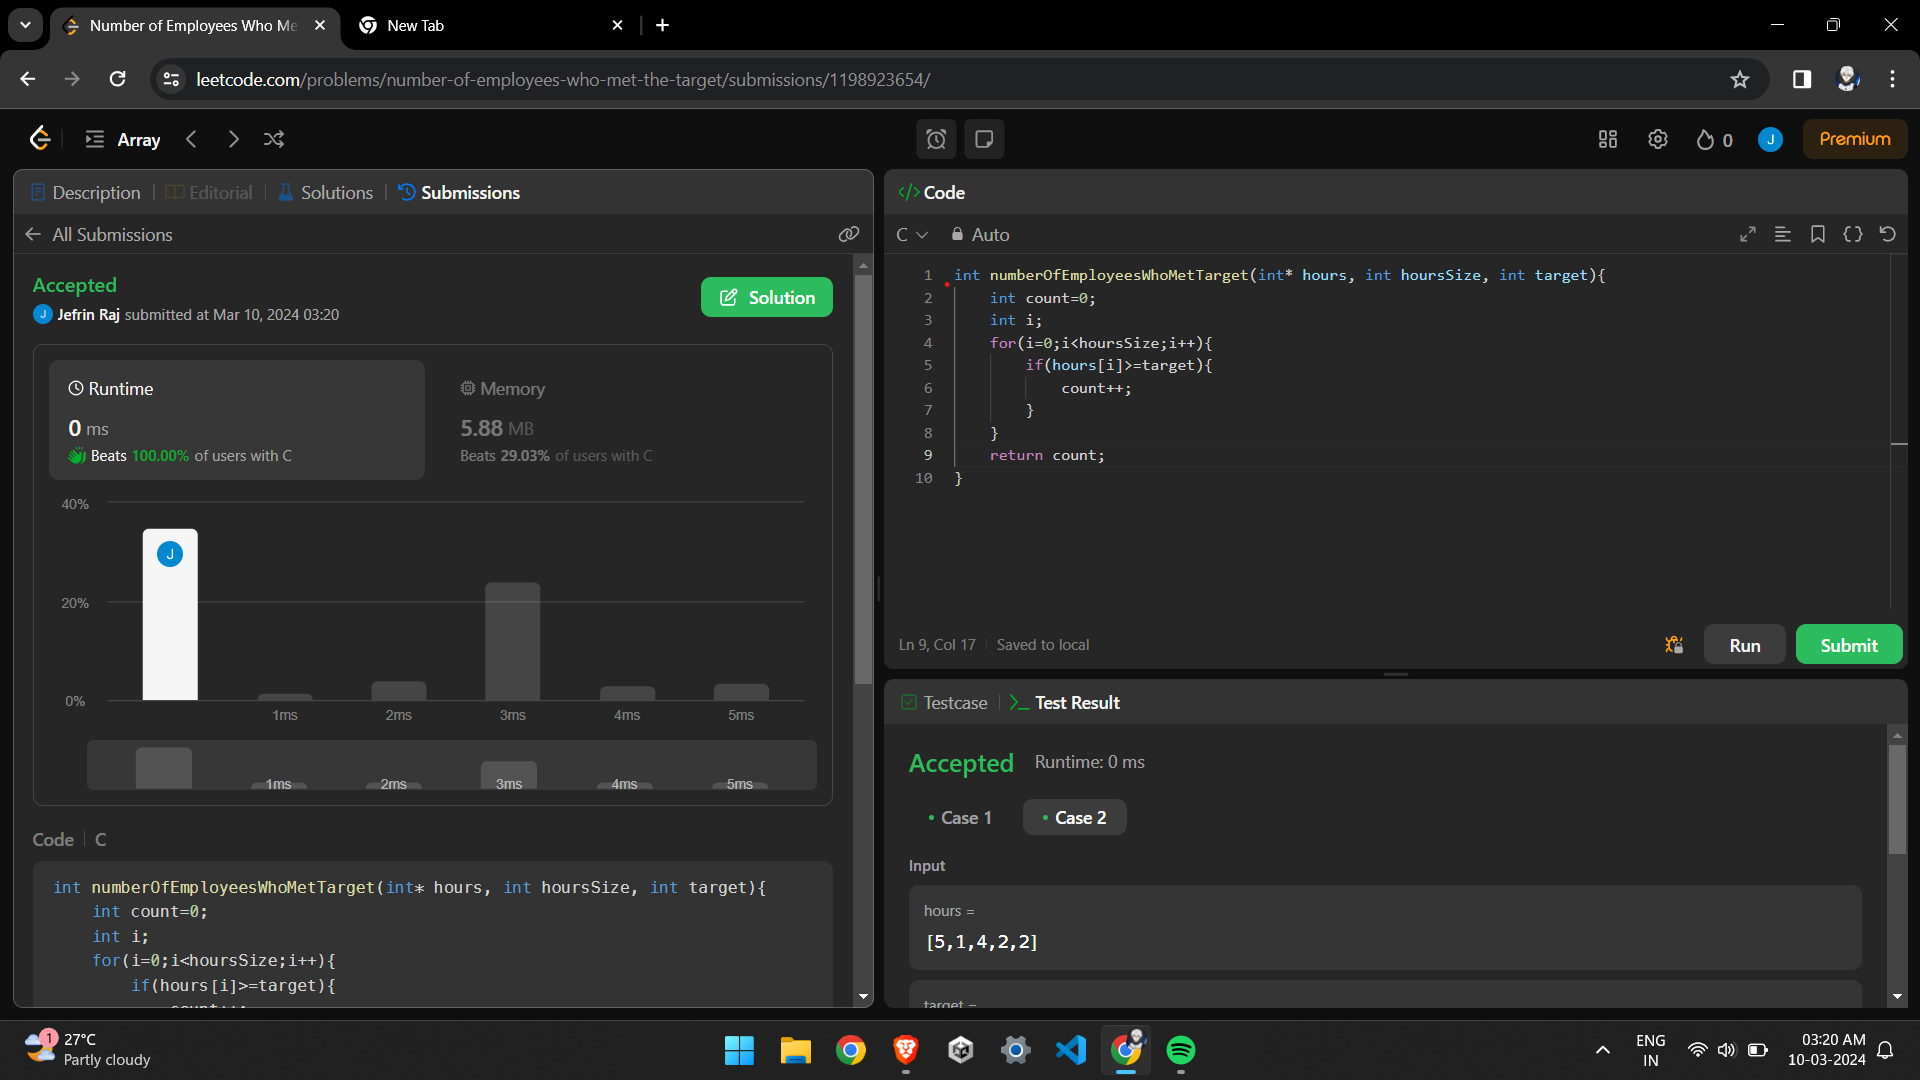 Number of Employees Who Me
New Tab
leetcode.com/problems/number-of-employees-who-met-the-target/submissions/1198923654/
Array
0
J
Premium
Description
Editorial
Solutions
Submissions
All Submissions
Accepted
J Jefrin Raj submitted at Mar 10, 2024 03:20
Solution
Runtime
0 ms
Beats 100.00% of users with C
Memory
5.88 MB
Beats 29.03% of users with C
40%
20%
0%
J
1ms 2ms 3ms 4ms 5ms
1ms 2ms 3ms 4ms 5ms
Code C
int numberOfEmployeesWhoMetTarget(int* hours, int hoursSize, int target){
    int count=0;
    int i;
    for(i=0;i<hoursSize;i++){
        if(hours[i]>=target){
            count++;
</> Code
C Auto
1 int numberOfEmployeesWhoMetTarget(int* hours, int hoursSize, int target){
2     int count=0;
3     int i;
4     for(i=0;i<hoursSize;i++){
5         if(hours[i]>=target){
6             count++;
7         }
8     }
9     return count;
10 }
Ln 9, Col 17 Saved to local
Run
Submit
Testcase
Test Result
Accepted Runtime: 0 ms
Case 1
Case 2
Input
hours =
[5,1,4,2,2]
target =
1
27°C
Partly cloudy
ENG
IN
03:20 AM
10-03-2024